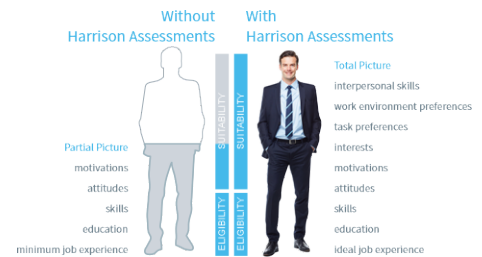 Without
Harrison Assessments
Partial Picture
motivations
attitudes
skills
education
minimum job experience
SUITABILITY
ELIGIBILITY
With
Harrison Assessments
SUITABILITY
ELIGIBILITY
Total Picture
interpersonal skills
work environment preferences
task preferences
interests
motivations
attitudes
skills
education
ideal job experience